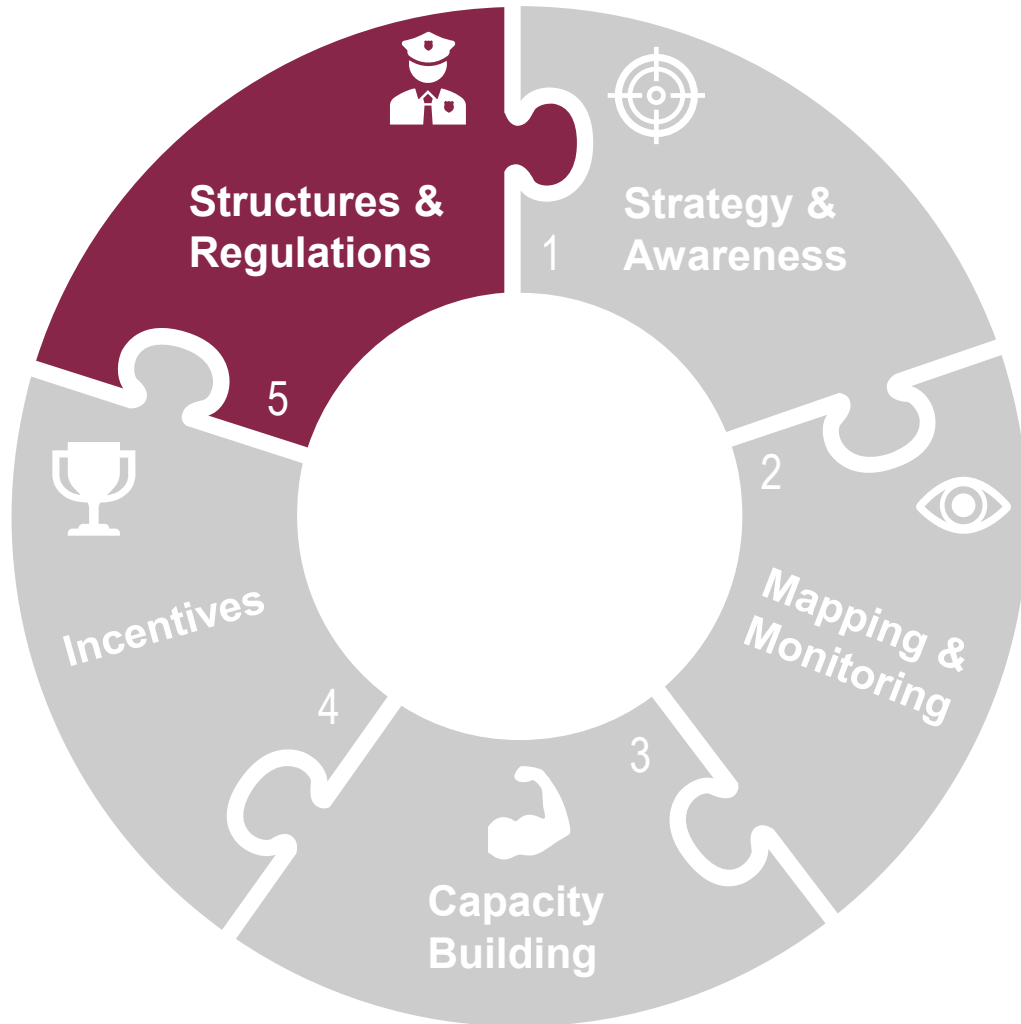 1
Strategy &
Awareness
2
Mapping &
Monitoring
3
Capacity
Building
4
Incentives
5
Structures &
Regulations